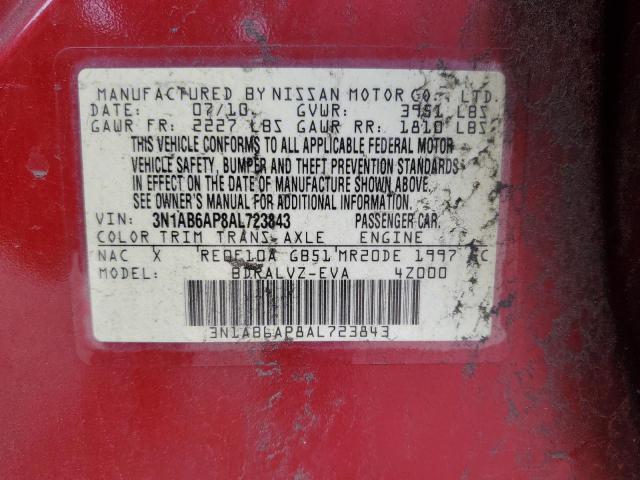 MANUFACTURED BY NISSAN MOTOR CO., LTD.
DATE: 07/10 GVWR: 3951 LBS
GAWR FR: 2227 LBS GAWR RR: 1810 LBS
THIS VEHICLE CONFORMS TO ALL APPLICABLE FEDERAL MOTOR
VEHICLE SAFETY, BUMPER AND THEFT PREVENTION STANDARDS
IN EFFECT ON THE DATE OF MANUFACTURE SHOWN ABOVE.
SEE OWNER'S MANUAL FOR ADDITIONAL INFORMATION.
VIN: 3N1AB6AP8AL723843 PASSENGER CAR.
COLOR TRIM TRANS AXLE ENGINE
NAC X RE0F10A GB51 MR20DE 1997 CC
MODEL: BDRALVZ-EVA 4Z000
3N1AB6AP8AL723843